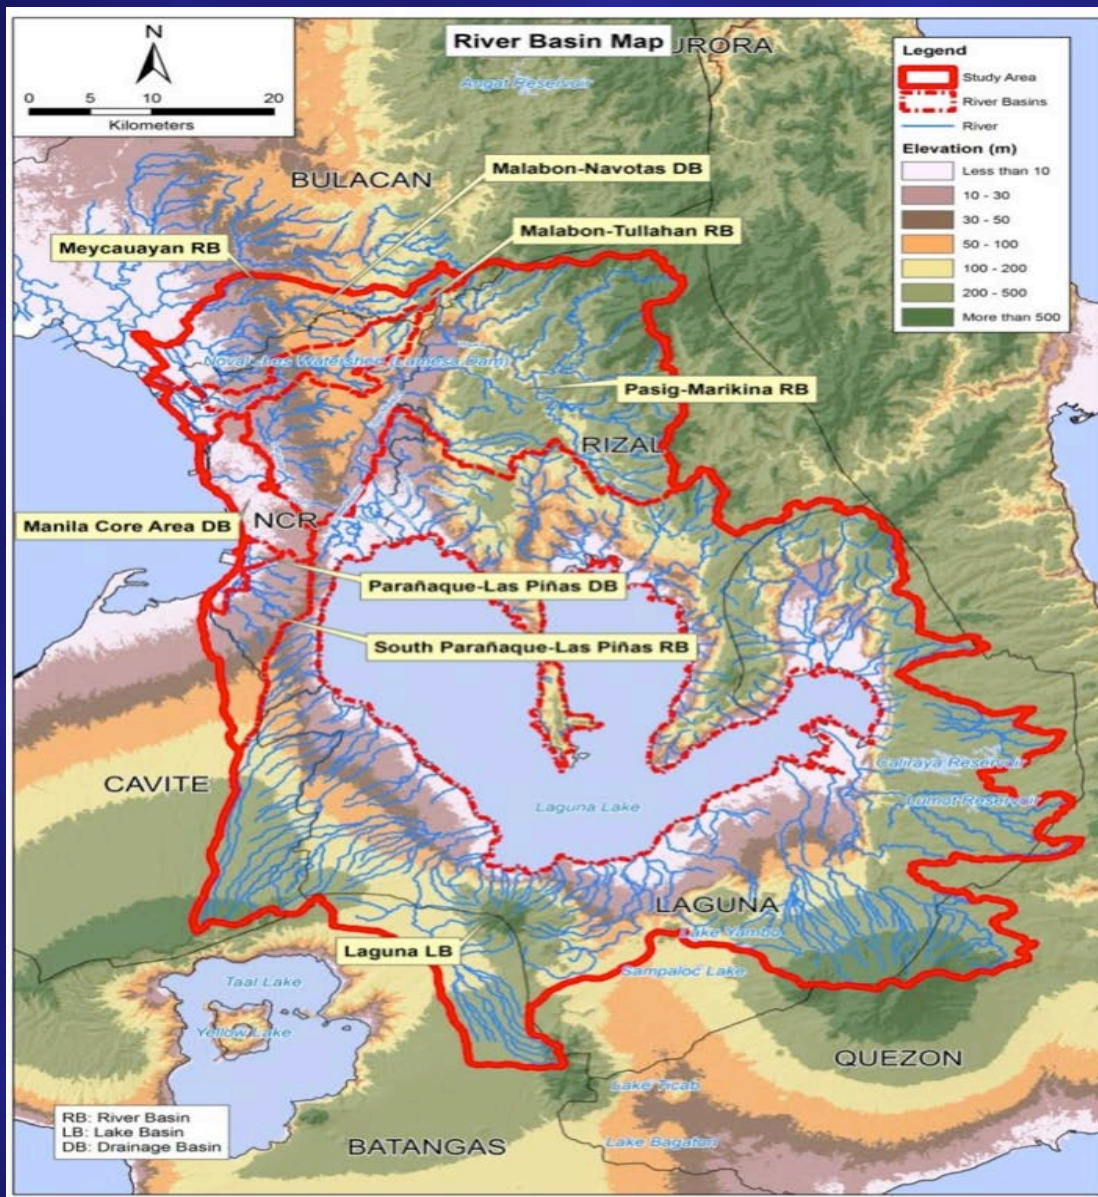 River Basin Map
N
0 5 10 20
Kilometers
Legend
Study Area
River Basins
River
Elevation (m)
Less than 10
10 - 30
30 - 50
50 - 100
100 - 200
200 - 500
More than 500
URORA
Angat Reservoir
BULACAN
Malabon-Navotas DB
Malabon-Tullahan RB
Meycauayan RB
Watershed (Lamesa Dam)
Pasig-Marikina RB
RIZAL
Manila Core Area DB
NCR
Parañaque-Las Piñas DB
South Parañaque-Las Piñas RB
CAVITE
Caliraya Reservoir
Lumot Reservoir
Laguna Lake
LAGUNA
Lake Yambo
Laguna LB
Sampaloc Lake
Taal Lake
Yellow Lake
QUEZON
Lake Ticab
Lake Bagaton
BATANGAS
RB: River Basin
LB: Lake Basin
DB: Drainage Basin